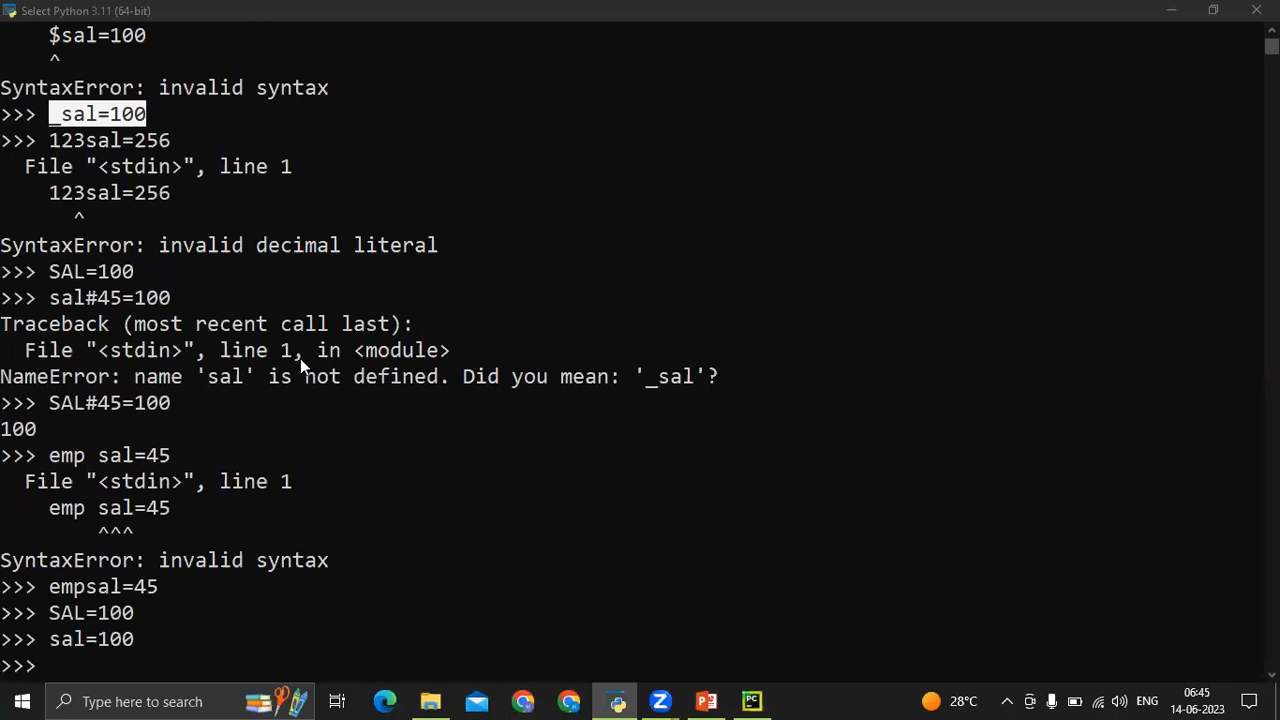 Select Python 3.11 (64-bit)
    $sal=100
    ^
SyntaxError: invalid syntax
>>> _sal=100
>>> 123sal=256
  File "<stdin>", line 1
    123sal=256
      ^
SyntaxError: invalid decimal literal
>>> SAL=100
>>> sal#45=100
Traceback (most recent call last):
  File "<stdin>", line 1, in <module>
NameError: name 'sal' is not defined. Did you mean: '_sal'?
>>> SAL#45=100
100
>>> emp sal=45
  File "<stdin>", line 1
    emp sal=45
        ^^^
SyntaxError: invalid syntax
>>> empsal=45
>>> SAL=100
>>> sal=100
>>>
Type here to search
28°C
ENG
08:45
14-06-2023